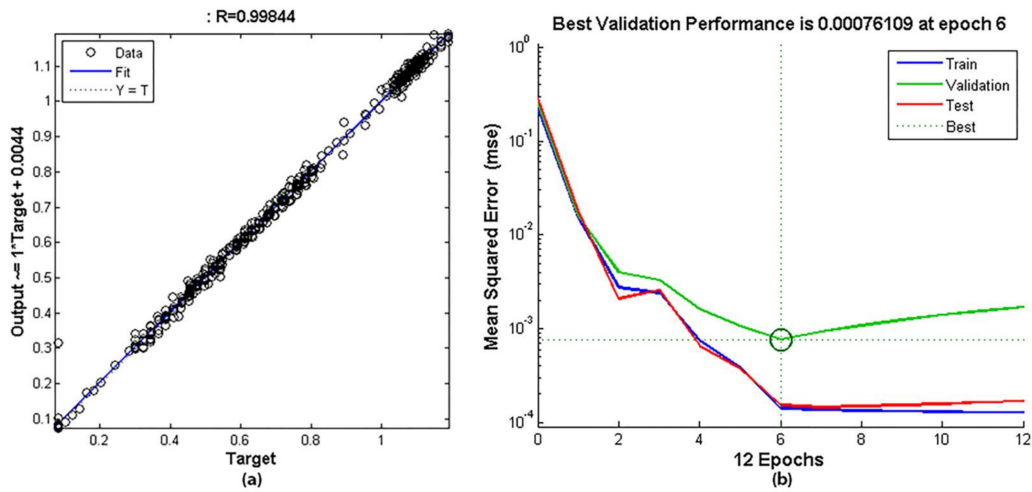 : R=0.99844
Data
Fit
Y = T
Output ~= 1*Target + 0.0044
1.1
1
0.9
0.8
0.7
0.6
0.5
0.4
0.3
0.2
0.1
0.2 0.4 0.6 0.8 1
Target
(a)
Best Validation Performance is 0.00076109 at epoch 6
Train
Validation
Test
Best
Mean Squared Error (mse)
10^0
10^-1
10^-2
10^-3
10^-4
0 2 4 6 8 10 12
12 Epochs
(b)